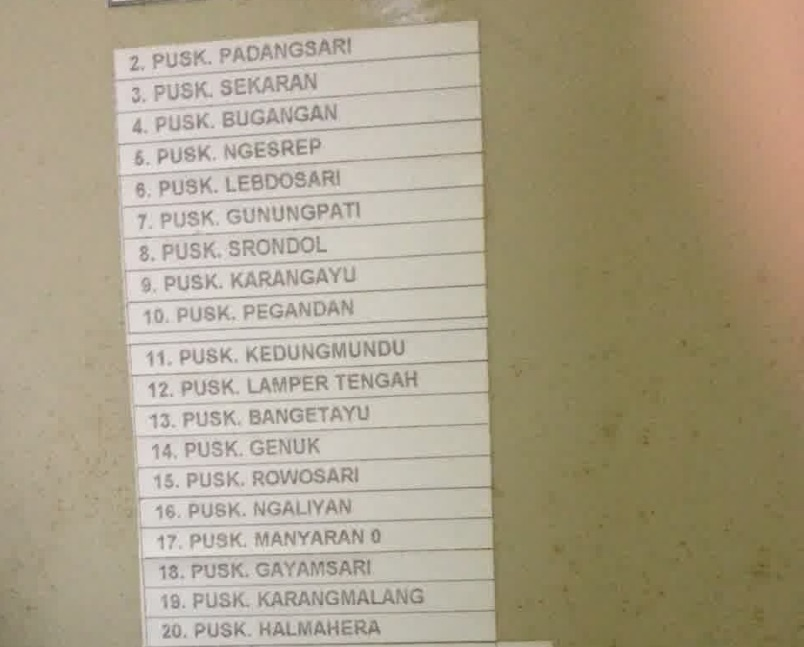 2. PUSK. PADANGSARI
3. PUSK. SEKARAN
4. PUSK. BUGANGAN
5. PUSK. NGESREP
6. PUSK. LEBDOSARI
7. PUSK. GUNUNGPATI
8. PUSK. SRONDOL
9. PUSK. KARANGAYU
10. PUSK. PEGANDAN
11. PUSK. KEDUNGMUNDU
12. PUSK. LAMPER TENGAH
13. PUSK. BANGETAYU
14. PUSK. GENUK
15. PUSK. ROWOSARI
16. PUSK. NGALIYAN
17. PUSK. MANYARAN 0
18. PUSK. GAYAMSARI
19. PUSK. KARANGMALANG
20. PUSK. HALMAHERA